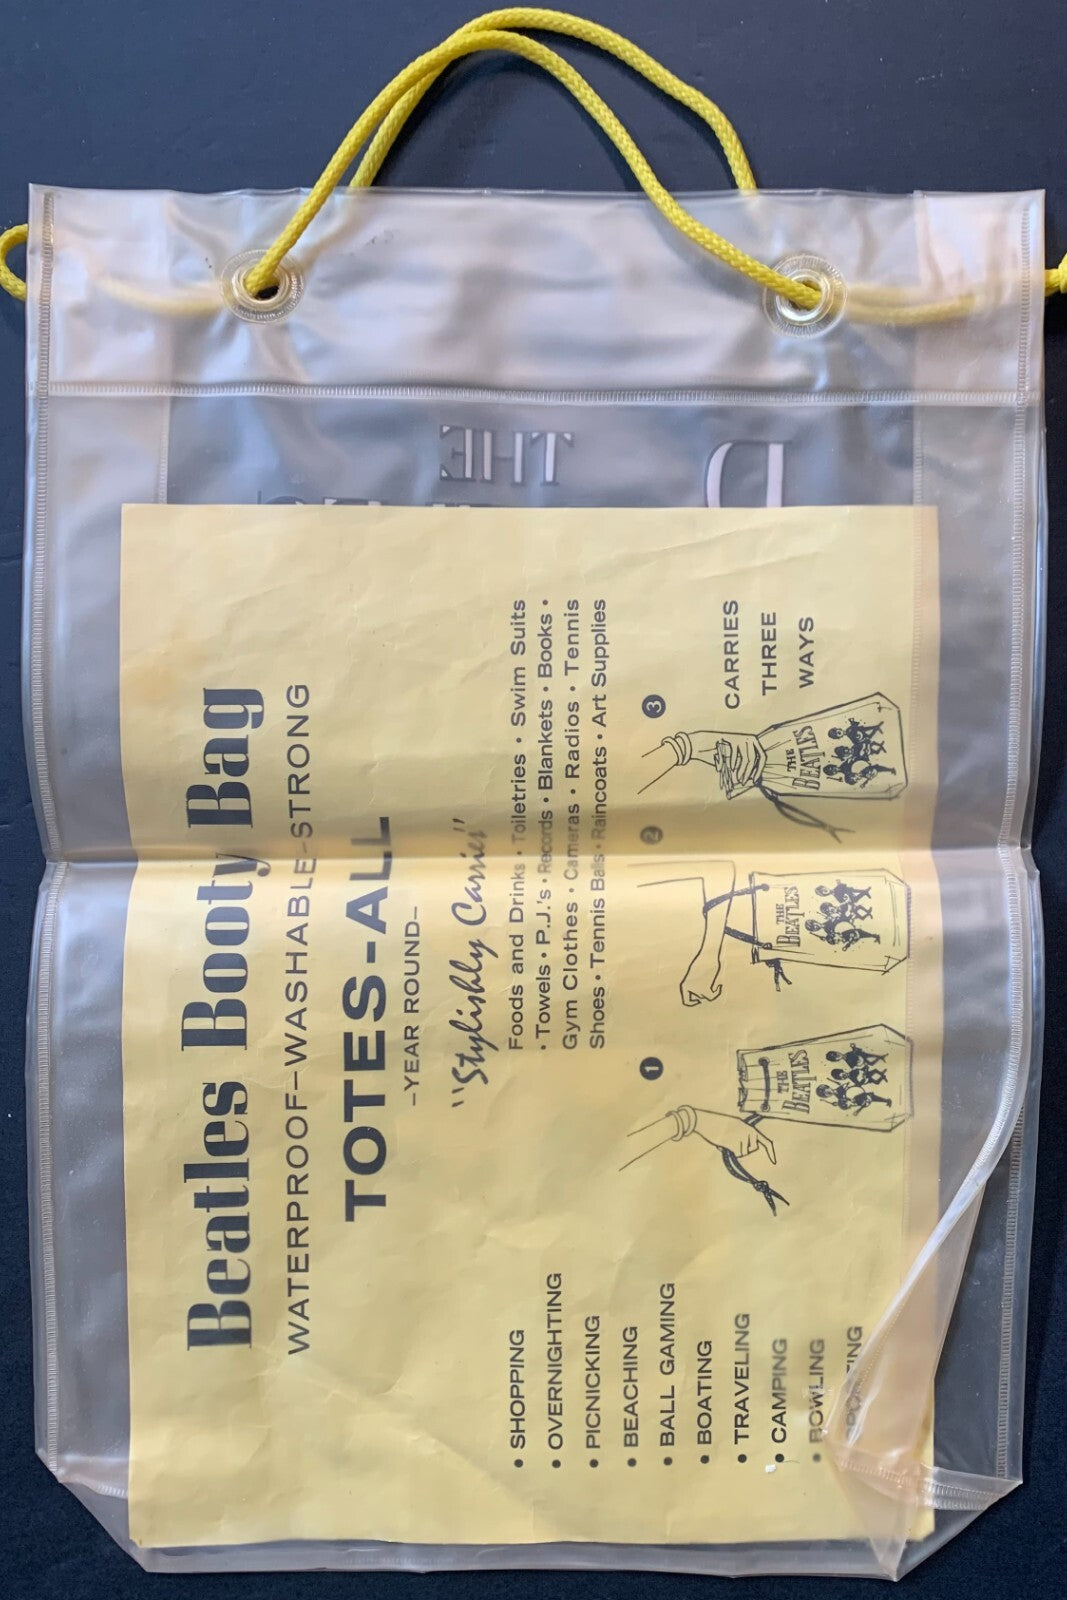 THE
Beatles Booty Bag
WATERPROOF–WASHABLE–STRONG
TOTES-ALL
–YEAR ROUND–
"Stylishly Carries"
Foods and Drinks • Toiletries • Swim Suits
• Towels • P.J.'s • Records • Blankets • Books •
Gym Clothes • Cameras • Radios • Tennis
Shoes • Tennis Balls • Raincoats • Art Supplies
• SHOPPING
• OVERNIGHTING
• PICNICKING
• BEACHING
• BALL GAMING
• BOATING
• TRAVELING
• CAMPING
• BOWLING
1
THE
BEATLES
2
THE
BEATLES
3
THE
BEATLES
CARRIES
THREE
WAYS